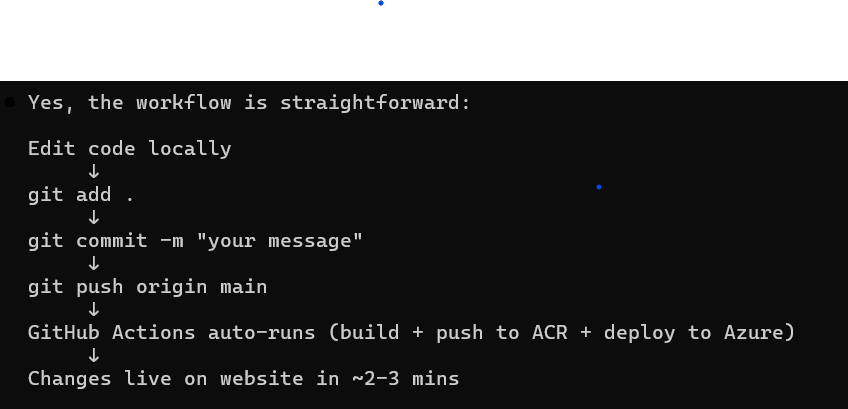 Yes, the workflow is straightforward:
Edit code locally
↓
git add .
↓
git commit -m "your message"
↓
git push origin main
↓
GitHub Actions auto-runs (build + push to ACR + deploy to Azure)
↓
Changes live on website in ~2-3 mins